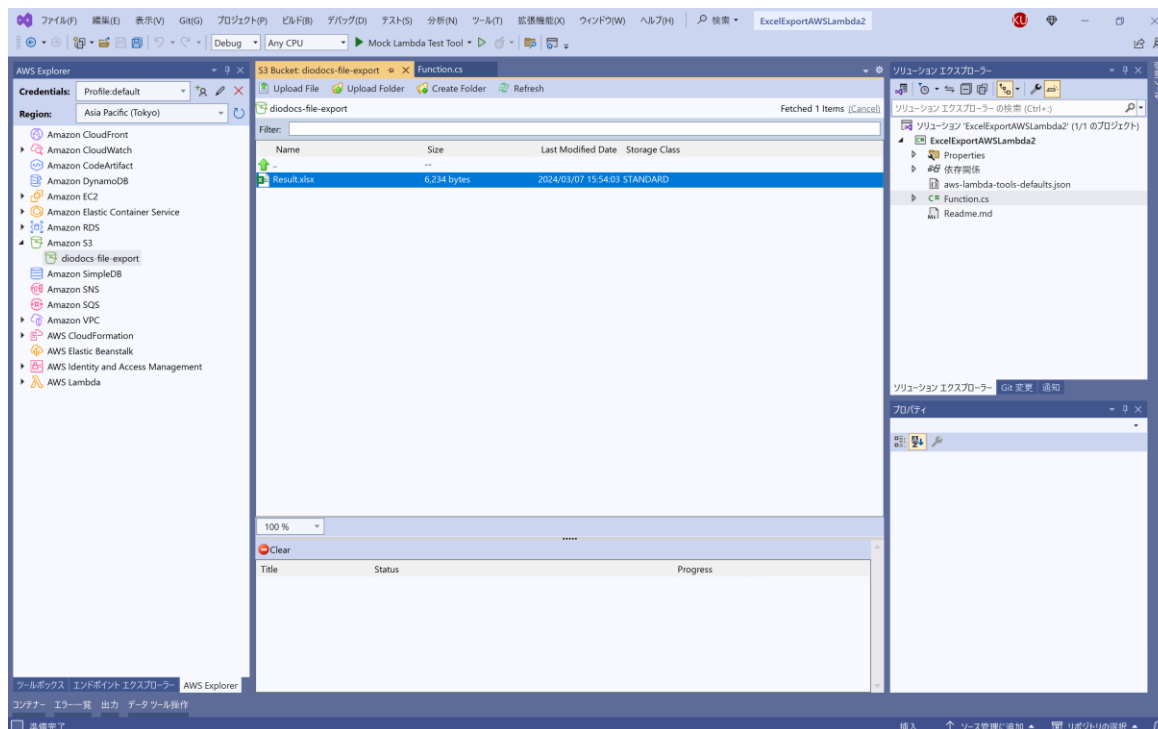 ファイル(F) 編集(E) 表示(V) Git(G) プロジェクト(P) ビルド(B) デバッグ(D) テスト(S) 分析(N) ツール(T) 拡張機能(X) ウィンドウ(W) ヘルプ(H) 検索 ExcelExportAWSLambda2 KU
Debug Any CPU Mock Lambda Test Tool
AWS Explorer
Credentials: Profile:default
Region: Asia Pacific (Tokyo)
Amazon CloudFront
Amazon CloudWatch
Amazon CodeArtifact
Amazon DynamoDB
Amazon EC2
Amazon Elastic Container Service
Amazon RDS
Amazon S3
diodocs-file-export
Amazon SimpleDB
Amazon SNS
Amazon SQS
Amazon VPC
AWS CloudFormation
AWS Elastic Beanstalk
AWS Identity and Access Management
AWS Lambda
ツールボックス エンドポイント エクスプローラー AWS Explorer
S3 Bucket: diodocs-file-export Function.cs
Upload File Upload Folder Create Folder Refresh
diodocs-file-export Fetched 1 Items (Cancel)
Filter:
Name Size Last Modified Date Storage Class
.. --
Result.xlsx 6,234 bytes 2024/03/07 15:54:03 STANDARD
100 %
Clear
Title Status Progress
ソリューション エクスプローラー
ソリューション エクスプローラー の検索 (Ctrl+:)
ソリューション 'ExcelExportAWSLambda2' (1/1 のプロジェクト)
ExcelExportAWSLambda2
Properties
依存関係
aws-lambda-tools-defaults.json
C# Function.cs
Readme.md
ソリューション エクスプローラー Git 変更 通知
プロパティ
コンテナー エラー一覧 出力 データ ツール操作
準備完了 挿入 ソース管理に追加 リポジトリの選択